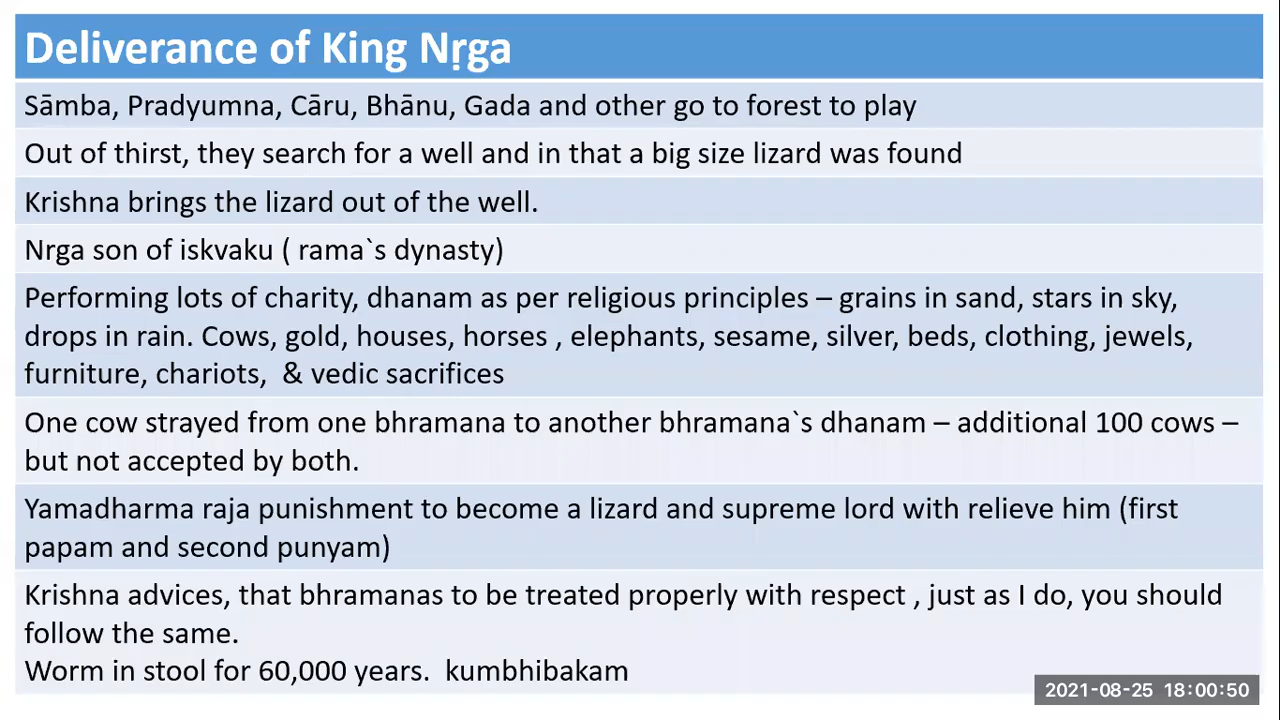 Deliverance of King Nṛga
Sāmba, Pradyumna, Cāru, Bhānu, Gada and other go to forest to play
Out of thirst, they search for a well and in that a big size lizard was found
Krishna brings the lizard out of the well.
Nrga son of iskvaku ( rama`s dynasty)
Performing lots of charity, dhanam as per religious principles – grains in sand, stars in sky,
drops in rain. Cows, gold, houses, horses , elephants, sesame, silver, beds, clothing, jewels,
furniture, chariots,  & vedic sacrifices
One cow strayed from one bhramana to another bhramana`s dhanam – additional 100 cows –
but not accepted by both.
Yamadharma raja punishment to become a lizard and supreme lord with relieve him (first
papam and second punyam)
Krishna advices, that bhramanas to be treated properly with respect , just as I do, you should
follow the same.
Worm in stool for 60,000 years.  kumbhibakam
2021-08-25 18:00:50